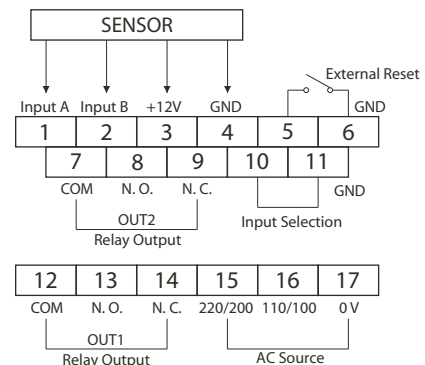 SENSOR
External Reset
Input A Input B +12V GND GND
1 2 3 4 5 6
7 8 9 10 11
COM N. O. N. C. GND
OUT2 Input Selection
Relay Output
12 13 14 15 16 17
COM N. O. N. C. 220/200 110/100 0 V
OUT1
Relay Output AC Source